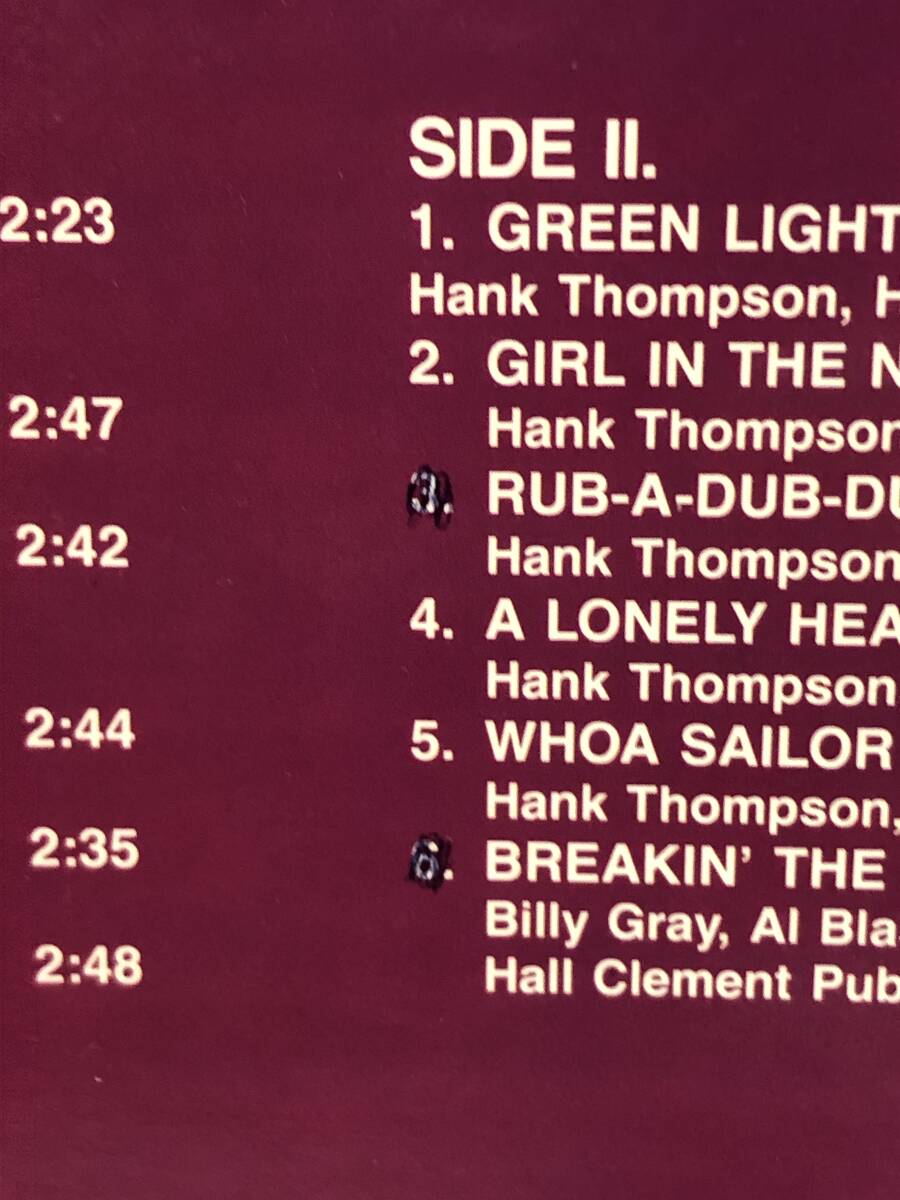 2:23
2:47
2:42
2:44
2:35
2:48
SIDE II.
1. GREEN LIGHT
Hank Thompson, H
2. GIRL IN THE N
Hank Thompson
3. RUB-A-DUB-DU
Hank Thompson
4. A LONELY HEA
Hank Thompson
5. WHOA SAILOR
Hank Thompson,
6. BREAKIN’ THE
Billy Gray, Al Bla
Hall Clement Pub